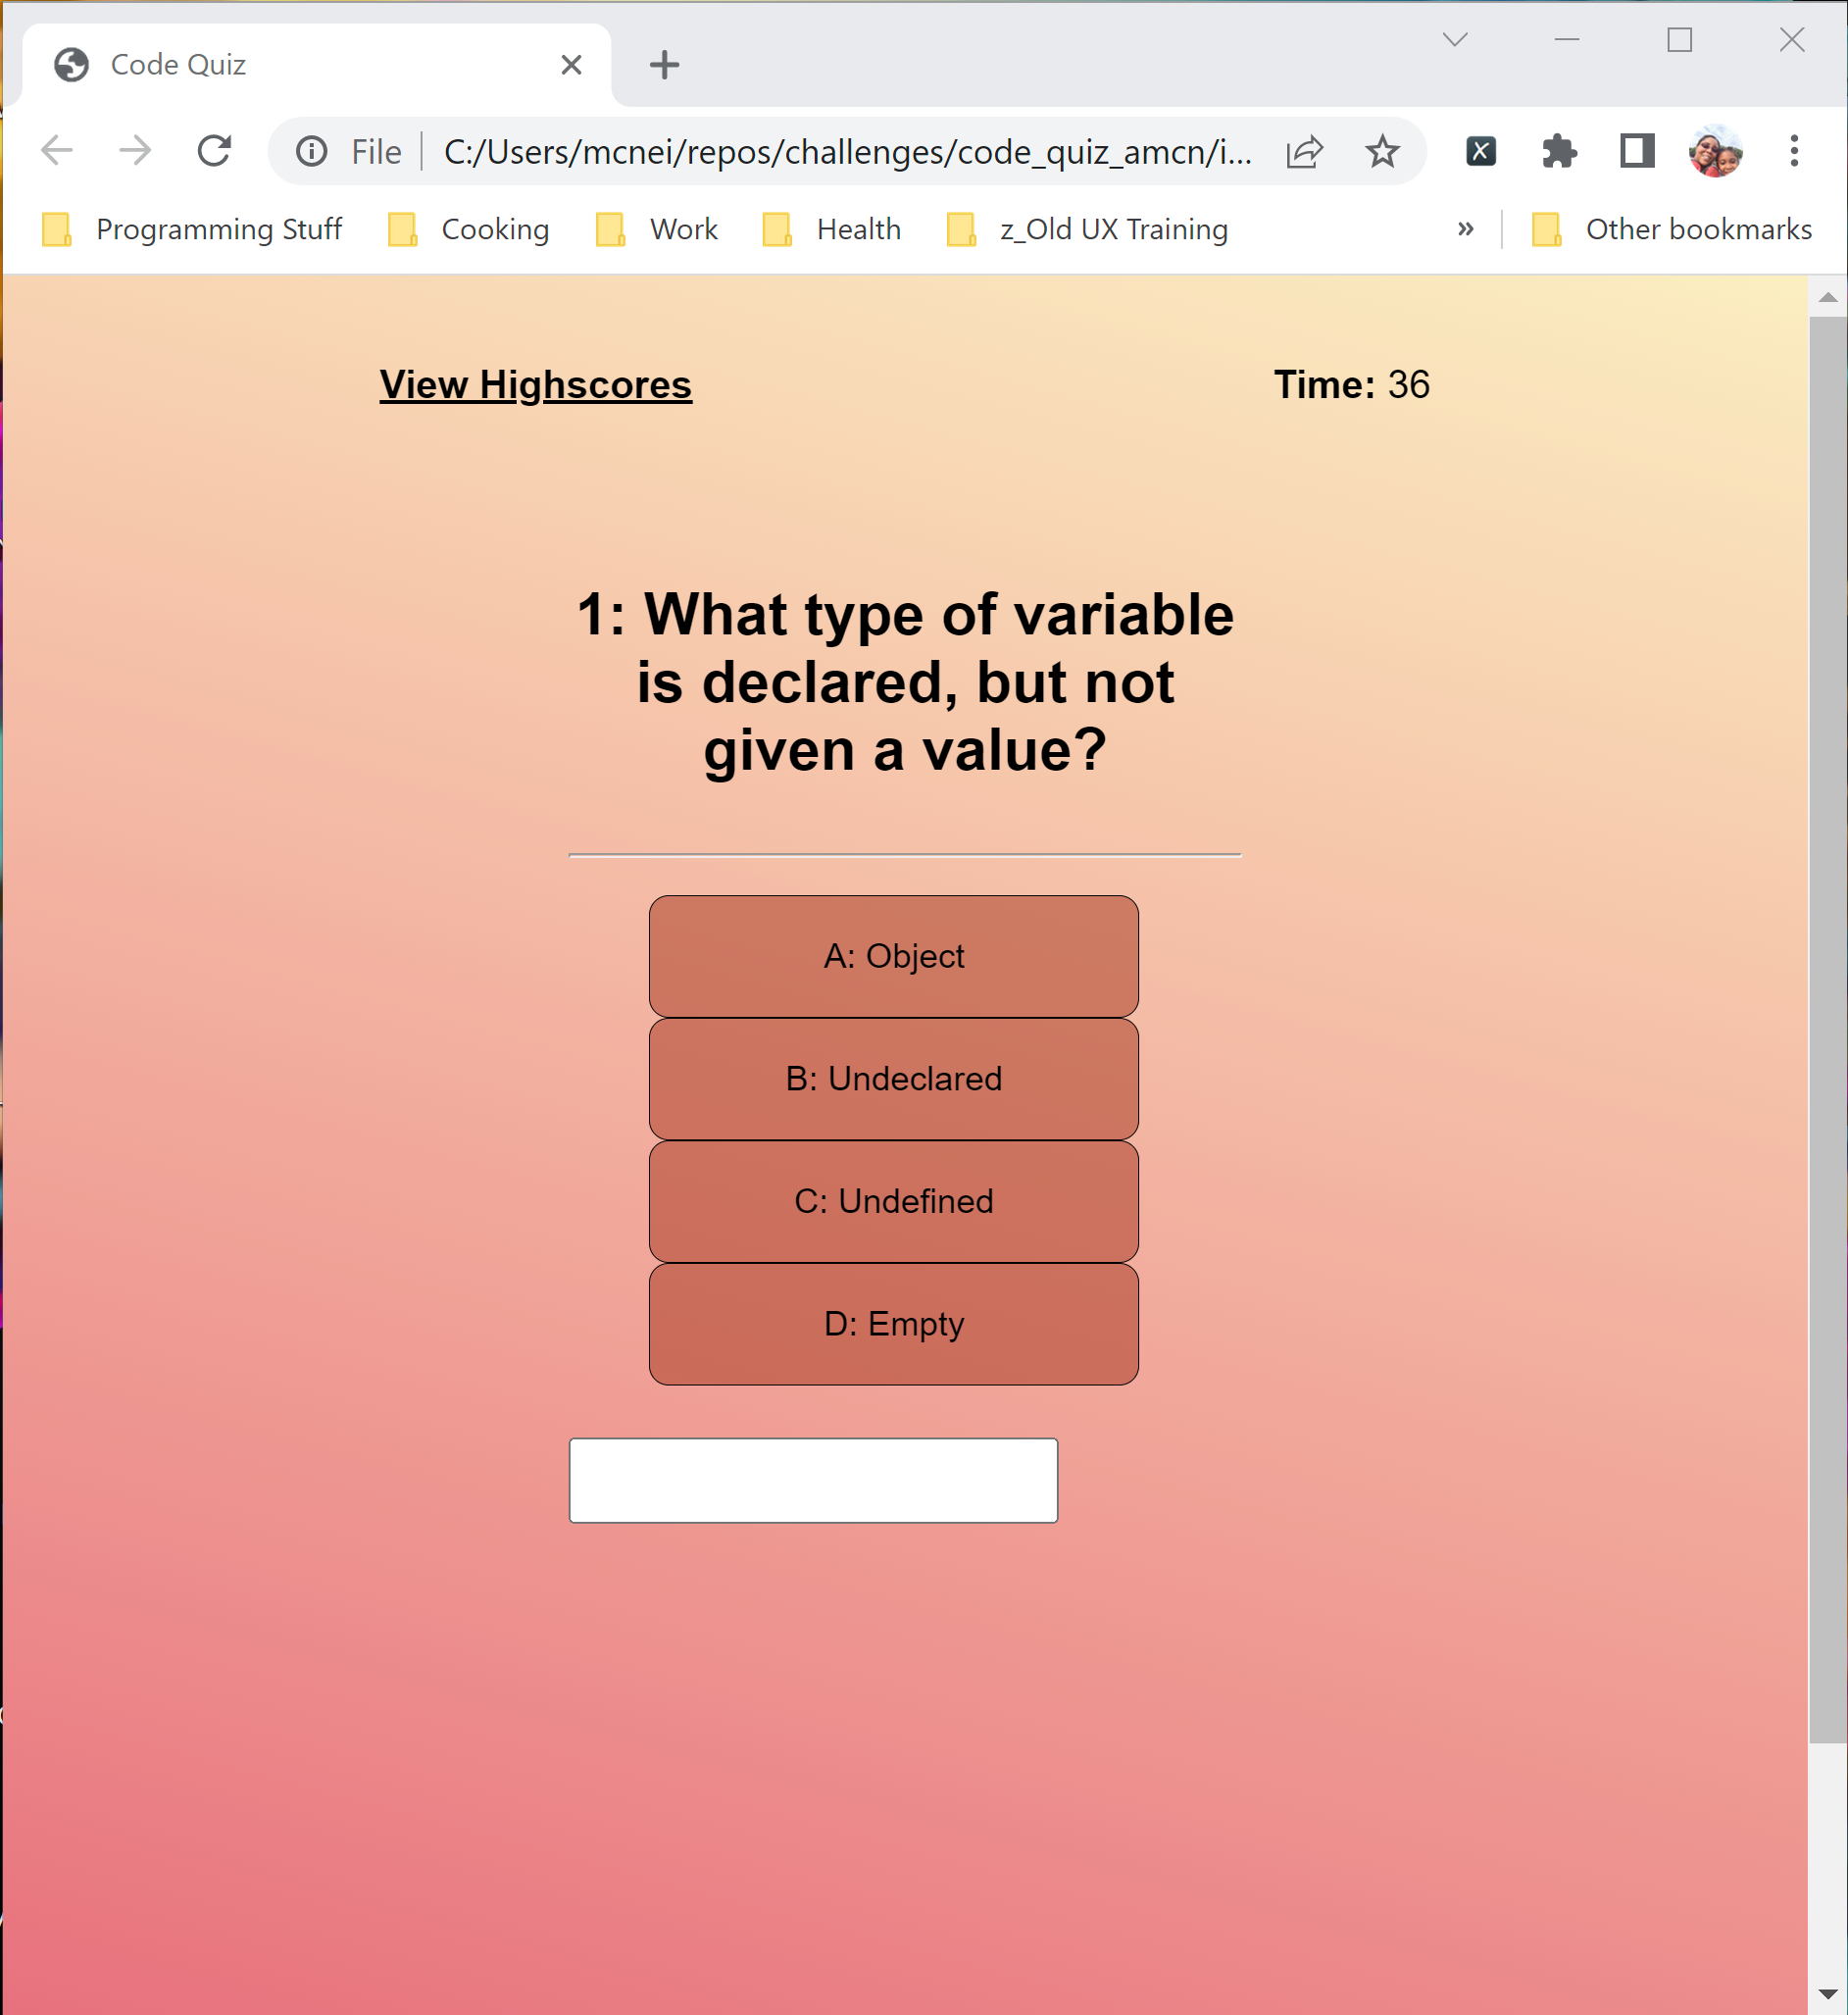 Code Quiz
File C:/Users/mcnei/repos/challenges/code_quiz_amcn/i...
Programming Stuff Cooking Work Health z_Old UX Training » Other bookmarks
View Highscores Time: 36
1: What type of variable
is declared, but not
given a value?
A: Object
B: Undeclared
C: Undefined
D: Empty